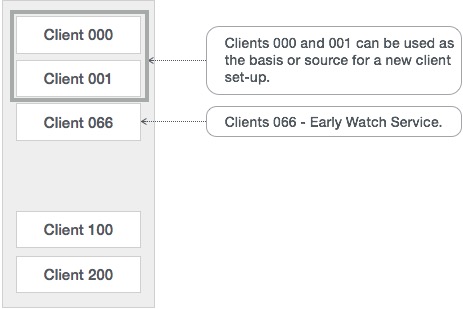 Client 000
Client 001
Clients 000 and 001 can be used as
the basis or source for a new client
set-up.
Client 066
Clients 066 - Early Watch Service.
Client 100
Client 200